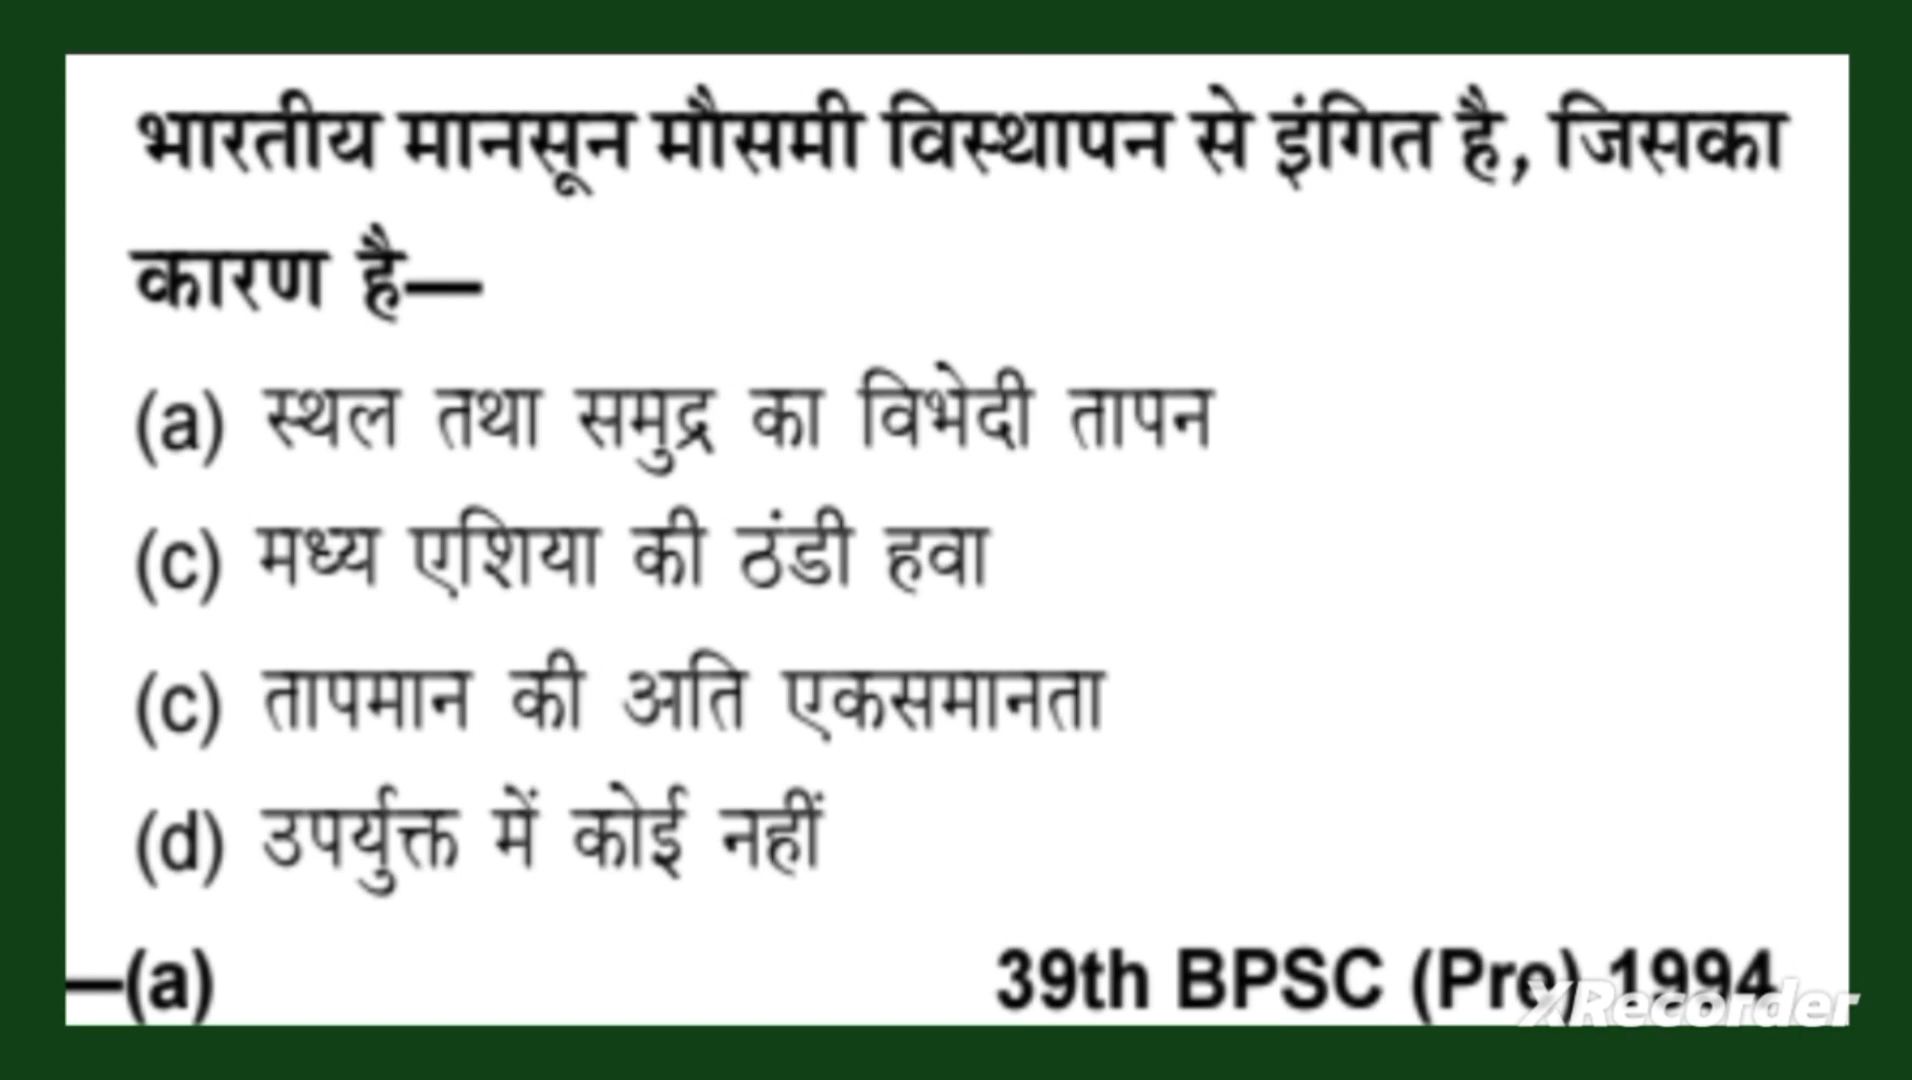 भारतीय मानसून मौसमी विस्थापन से इंगित है, जिसका
कारण है—
(a) स्थल तथा समुद्र का विभेदी तापन
(c) मध्य एशिया की ठंडी हवा
(c) तापमान की अति एकसमानता
(d) उपर्युक्त में कोई नहीं
—(a) 39th BPSC (Pre) 1994
XRecorder